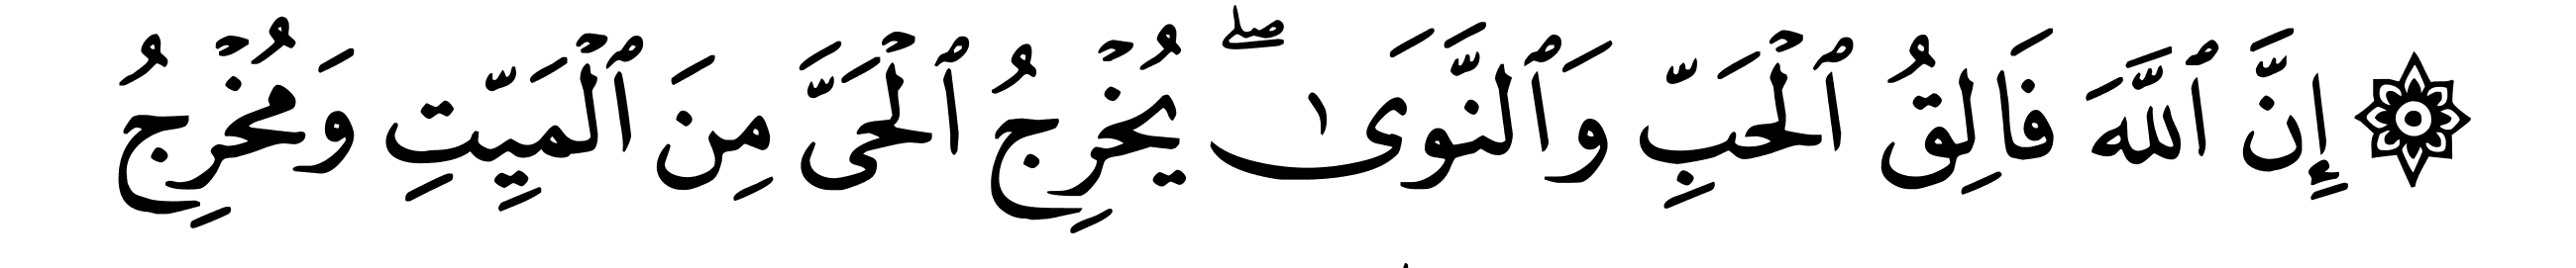 ۞ إِنَّ ٱللَّهَ فَالِقُ ٱلْحَبِّ وَٱلنَّوَىٰ ۖ يُخْرِجُ ٱلْحَىَّ مِنَ ٱلْمَيِّتِ وَمُخْرِجُ